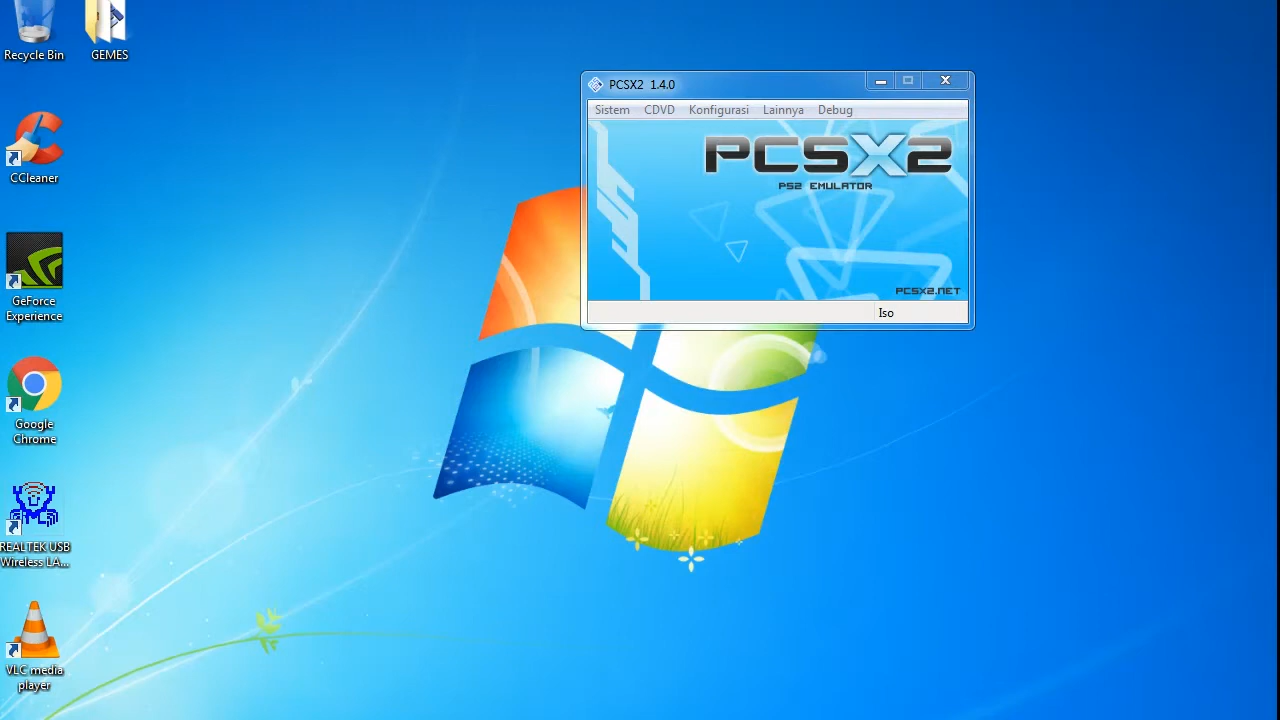 Recycle Bin
GEMES
CCleaner
GeForce
Experience
Google
Chrome
REALTEK USB
Wireless LA...
VLC media
player
PCSX2 1.4.0
Sistem CDVD Konfigurasi Lainnya Debug
PCSX2
PS2 EMULATOR
PCSX2.NET
Iso